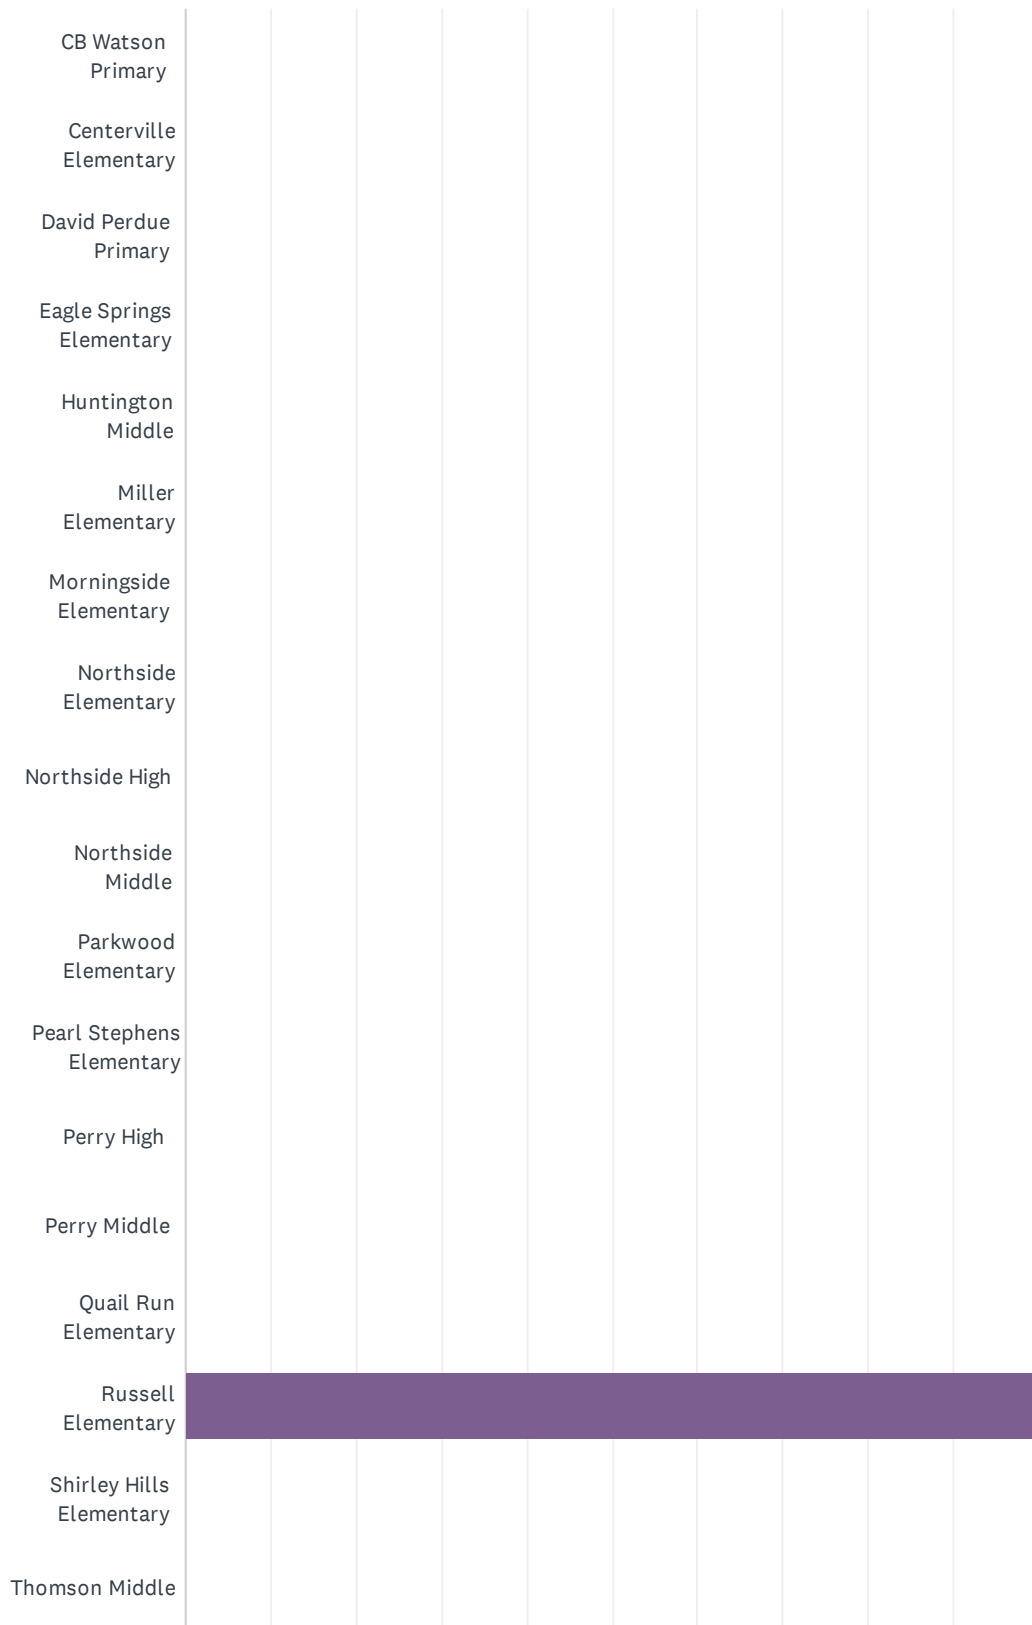 CB Watson
Primary
Centerville
Elementary
David Perdue
Primary
Eagle Springs
Elementary
Huntington
Middle
Miller
Elementary
Morningside
Elementary
Northside
Elementary
Northside High
Northside
Middle
Parkwood
Elementary
Pearl Stephens
Elementary
Perry High
Perry Middle
Quail Run
Elementary
Russell
Elementary
Shirley Hills
Elementary
Thomson Middle